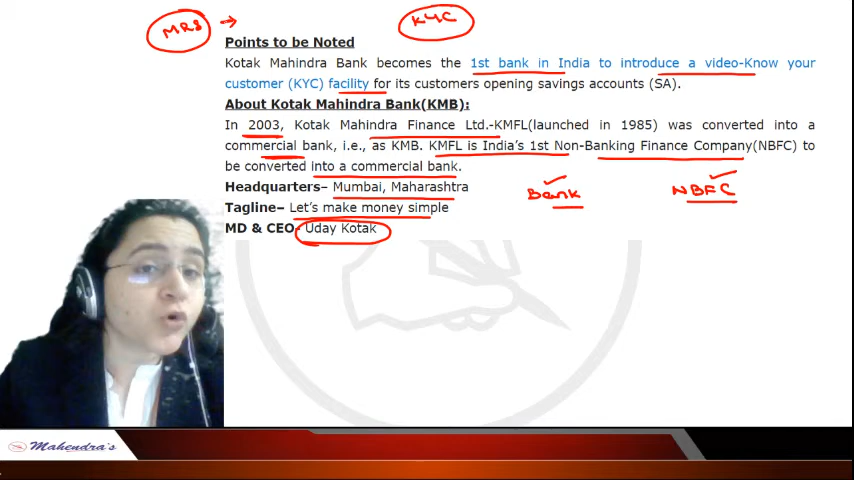 MRS → KYC
Points to be Noted
Kotak Mahindra Bank becomes the 1st bank in India to introduce a video-Know your
customer (KYC) facility for its customers opening savings accounts (SA).
About Kotak Mahindra Bank(KMB):
In 2003, Kotak Mahindra Finance Ltd.-KMFL(launched in 1985) was converted into a
commercial bank, i.e., as KMB. KMFL is India's 1st Non-Banking Finance Company(NBFC) to
be converted into a commercial bank.
Headquarters– Mumbai, Maharashtra
Bank NBFC
Tagline– Let's make money simple
MD & CEO- Uday Kotak
Mahendra's